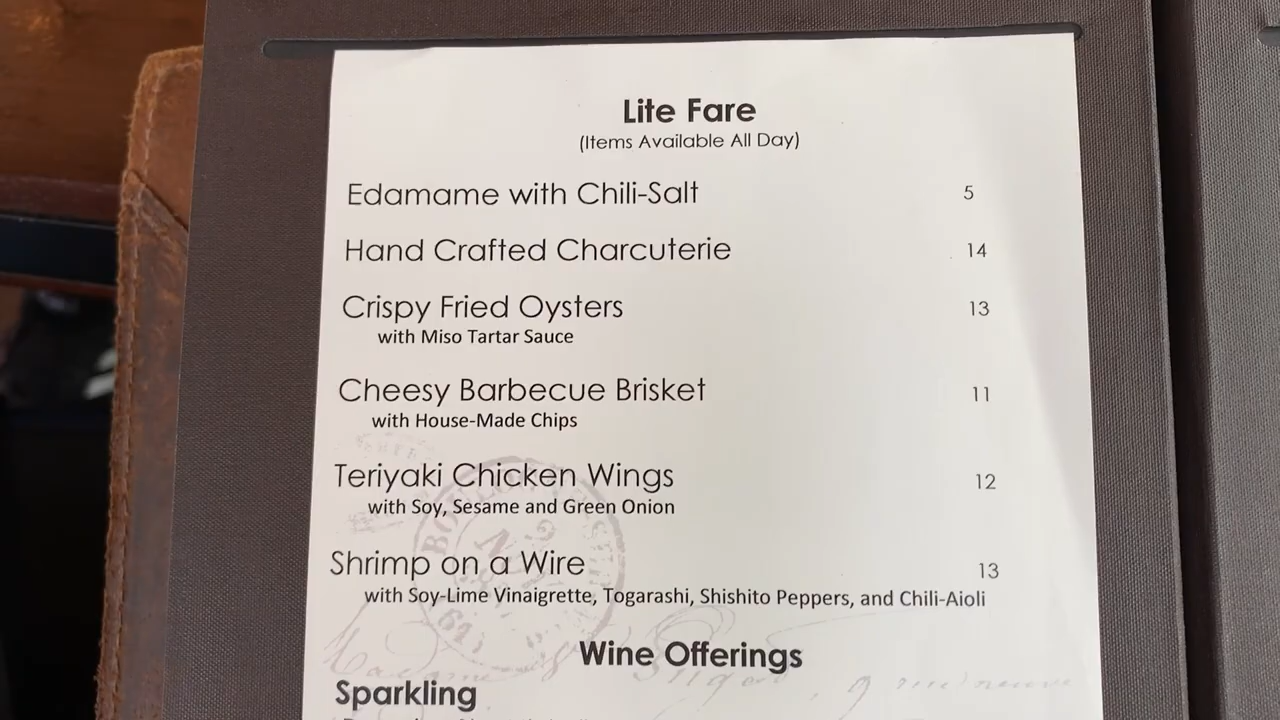 Lite Fare
(Items Available All Day)
Edamame with Chili-Salt 5
Hand Crafted Charcuterie 14
Crispy Fried Oysters 13
with Miso Tartar Sauce
Cheesy Barbecue Brisket 11
with House-Made Chips
Teriyaki Chicken Wings 12
with Soy, Sesame and Green Onion
Shrimp on a Wire 13
with Soy-Lime Vinaigrette, Togarashi, Shishito Peppers, and Chili-Aioli
Wine Offerings
Sparkling